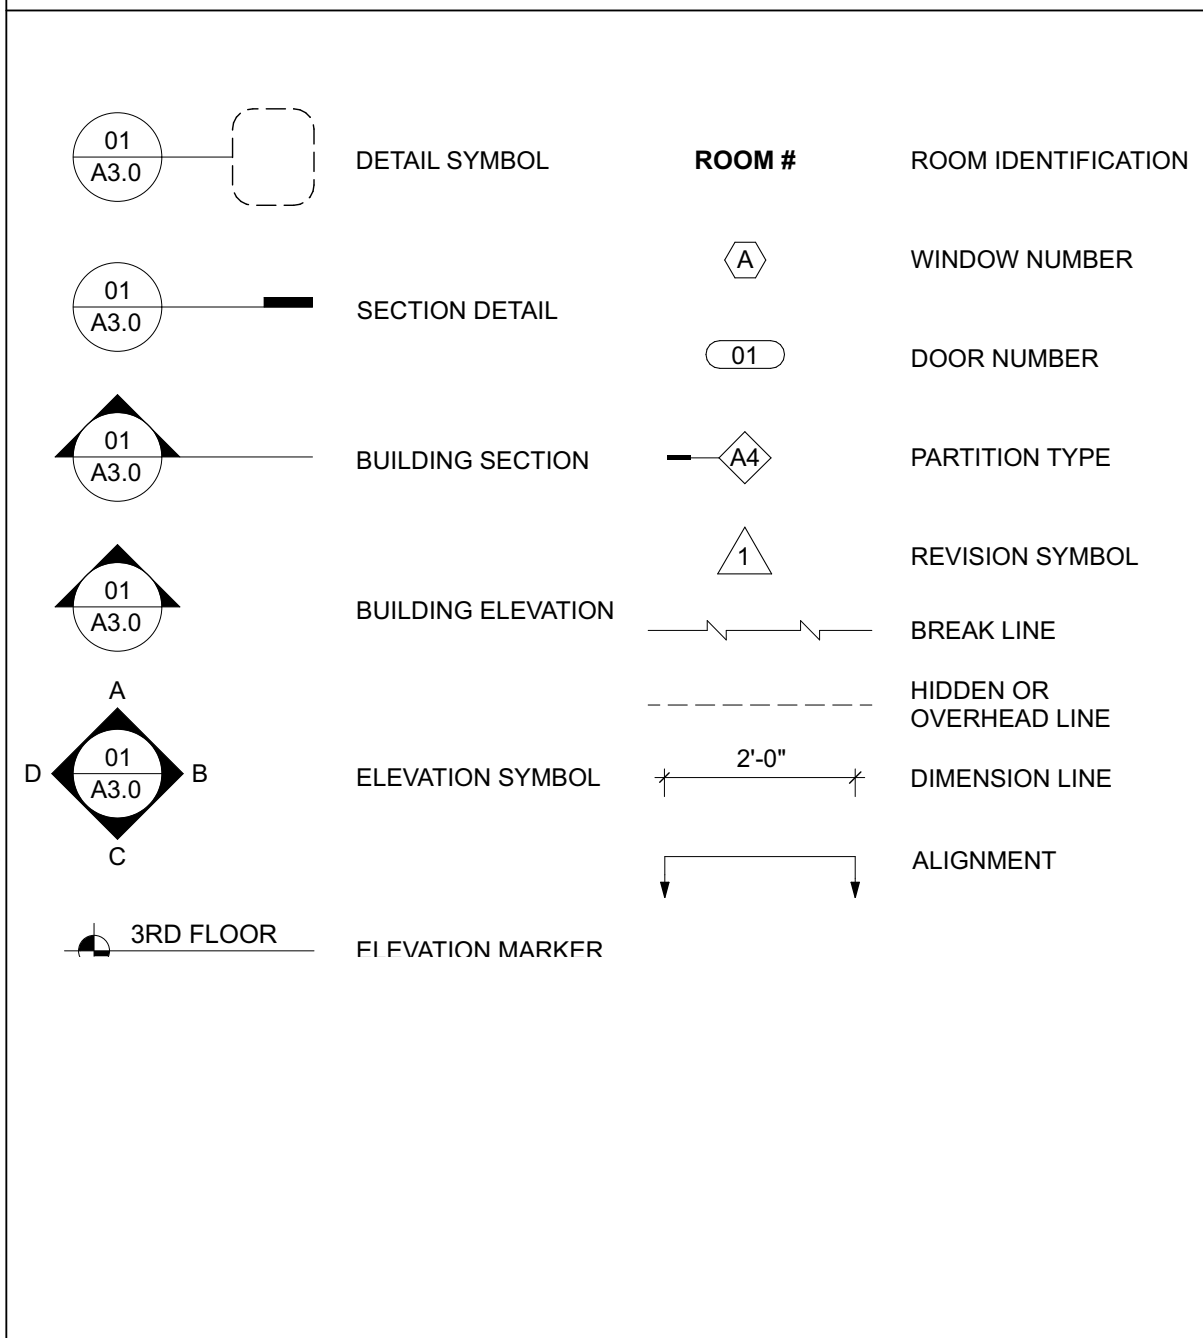 01
A3.0
DETAIL SYMBOL
01
A3.0
SECTION DETAIL
01
A3.0
BUILDING SECTION
01
A3.0
BUILDING ELEVATION
A
D
01
A3.0
B
C
ELEVATION SYMBOL
3RD FLOOR
ELEVATION MARKER
ROOM #
ROOM IDENTIFICATION
A
WINDOW NUMBER
01
DOOR NUMBER
A4
PARTITION TYPE
1
REVISION SYMBOL
BREAK LINE
HIDDEN OR
OVERHEAD LINE
2'-0"
DIMENSION LINE
ALIGNMENT